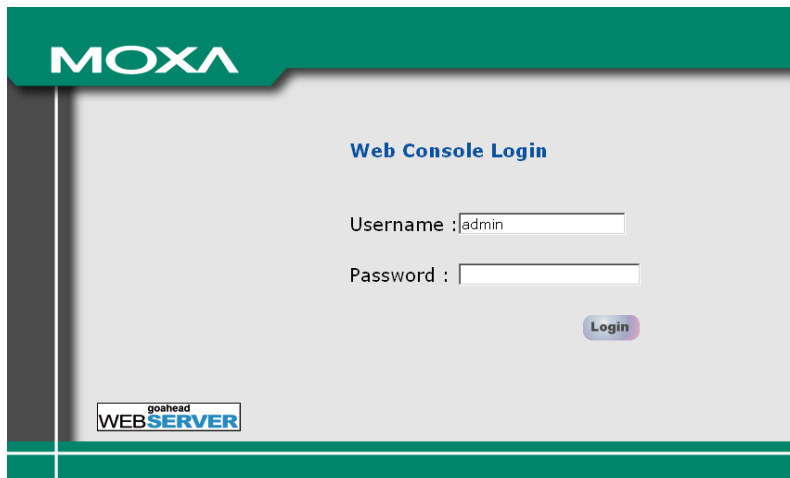 MOXA
Web Console Login
Username : admin
Password :
Login
goahead
WEBSERVER